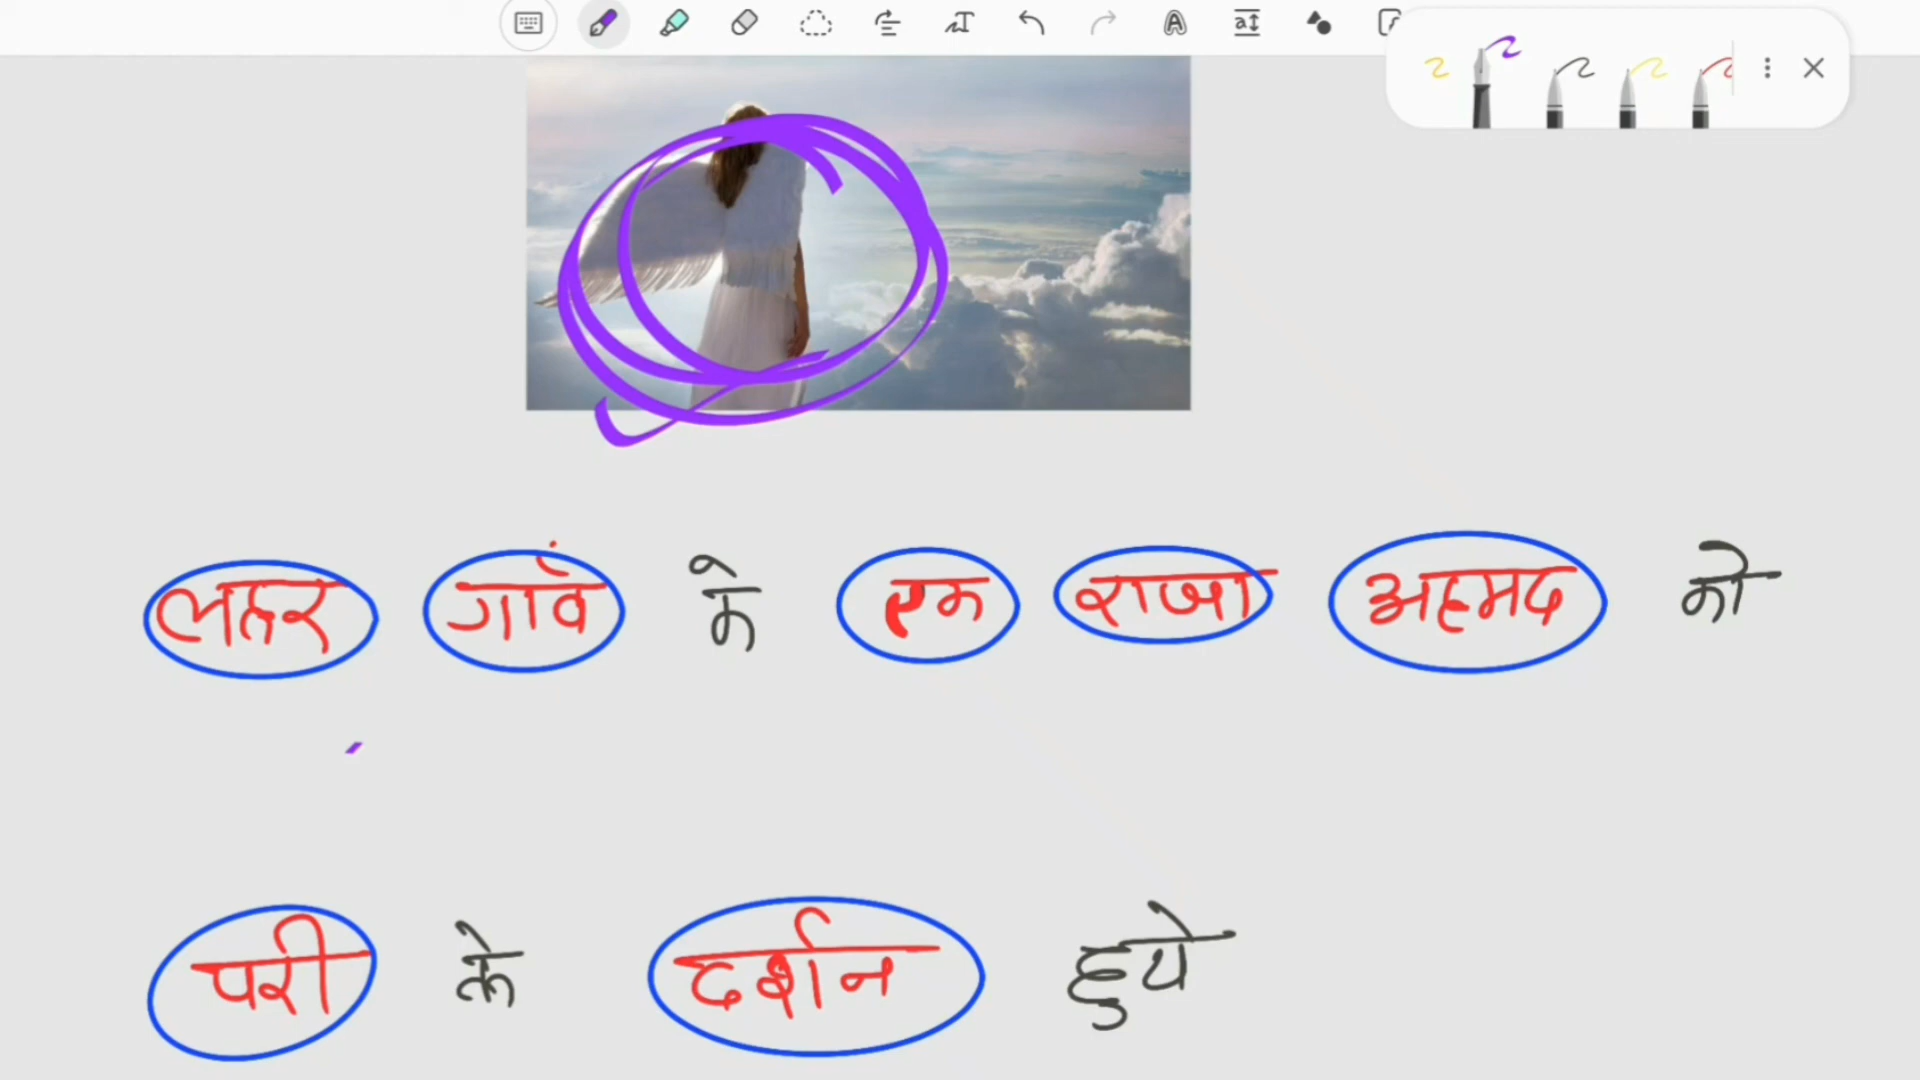 लहर गांव के एक राजा अहमद को
परी के दर्शन हुये